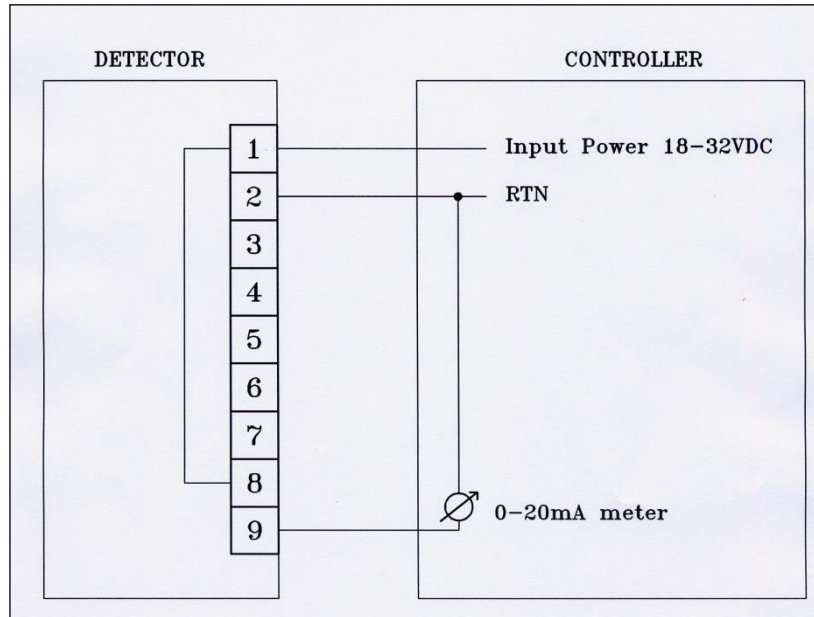 DETECTOR
CONTROLLER
1
Input Power 18-32VDC
2
RTN
3
4
5
6
7
8
9
0-20mA meter